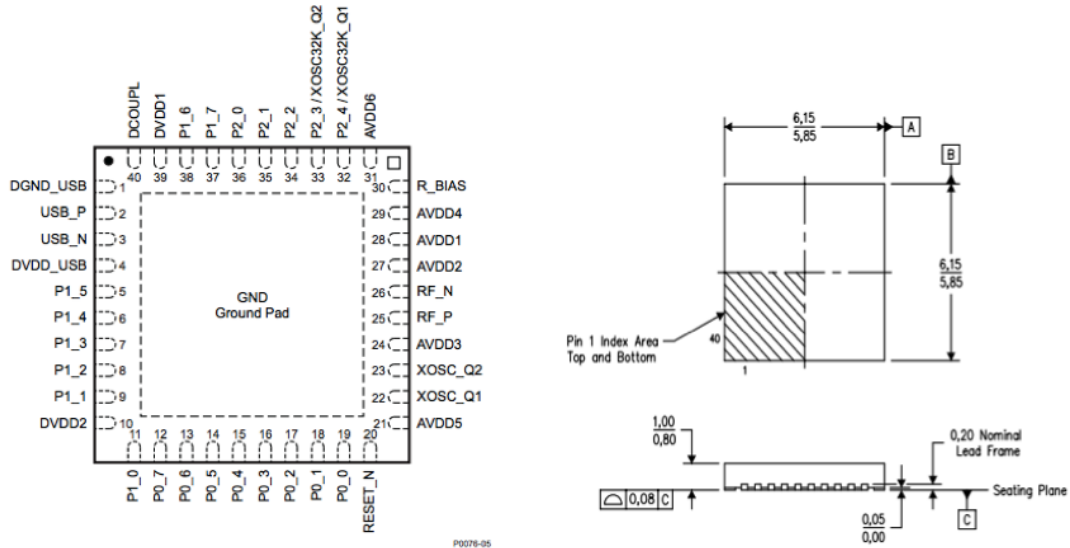 DCOUPL
DVDD1
P1_6
P1_7
P2_0
P2_1
P2_2
P2_3 / XOSC32K_Q2
P2_4 / XOSC32K_Q1
AVDD6
40
39
38
37
36
35
34
33
32
31
DGND_USB 1
USB_P 2
USB_N 3
DVDD_USB 4
P1_5 5
P1_4 6
P1_3 7
P1_2 8
P1_1 9
DVDD2 10
GND
Ground Pad
30 R_BIAS
29 AVDD4
28 AVDD1
27 AVDD2
26 RF_N
25 RF_P
24 AVDD3
23 XOSC_Q2
22 XOSC_Q1
21 AVDD5
11
12
13
14
15
16
17
18
19
20
P1_0
P0_7
P0_6
P0_5
P0_4
P0_3
P0_2
P0_1
P0_0
RESET_N
P0076-05
6,15
5,85
A
B
6,15
5,85
Pin 1 Index Area
Top and Bottom
40
1
1,00
0,80
0,20 Nominal
Lead Frame
Seating Plane
0,08 C
0,05
0,00
C